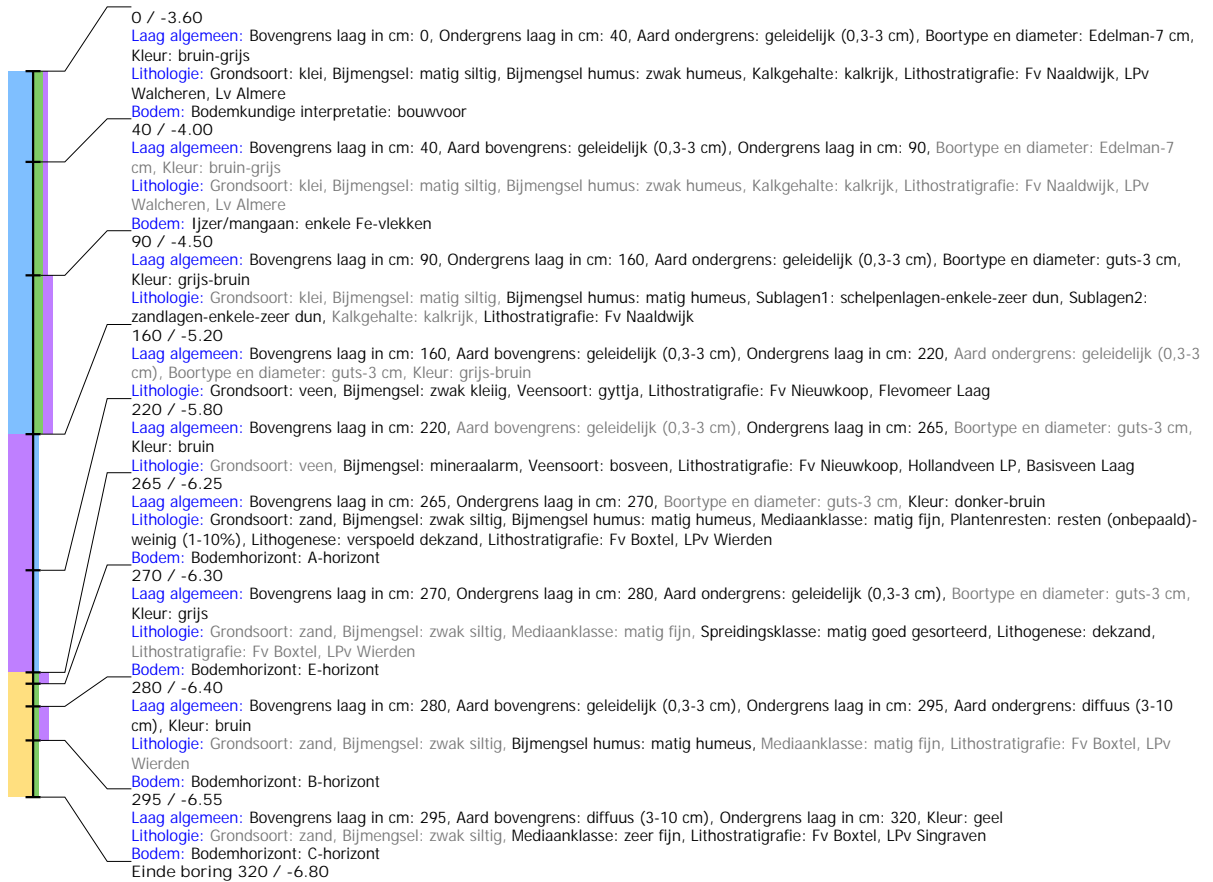 0 / -3.60
Laag algemeen: Bovengrens laag in cm: 0, Ondergrens laag in cm: 40, Aard ondergrens: geleidelijk (0,3-3 cm), Boortype en diameter: Edelman-7 cm,
Kleur: bruin-grijs
Lithologie: Grondsoort: klei, Bijmengsel: matig siltig, Bijmengsel humus: zwak humeus, Kalkgehalte: kalkrijk, Lithostratigrafie: Fv Naaldwijk, LPv
Walcheren, Lv Almere
Bodem: Bodemkundige interpretatie: bouwvoor
40 / -4.00
Laag algemeen: Bovengrens laag in cm: 40, Aard bovengrens: geleidelijk (0,3-3 cm), Ondergrens laag in cm: 90, Boortype en diameter: Edelman-7
cm, Kleur: bruin-grijs
Lithologie: Grondsoort: klei, Bijmengsel: matig siltig, Bijmengsel humus: zwak humeus, Kalkgehalte: kalkrijk, Lithostratigrafie: Fv Naaldwijk, LPv
Walcheren, Lv Almere
Bodem: Ijzer/mangaan: enkele Fe-vlekken
90 / -4.50
Laag algemeen: Bovengrens laag in cm: 90, Ondergrens laag in cm: 160, Aard ondergrens: geleidelijk (0,3-3 cm), Boortype en diameter: guts-3 cm,
Kleur: grijs-bruin
Lithologie: Grondsoort: klei, Bijmengsel: matig siltig, Bijmengsel humus: matig humeus, Sublagen1: schelpenlagen-enkele-zeer dun, Sublagen2:
zandlagen-enkele-zeer dun, Kalkgehalte: kalkrijk, Lithostratigrafie: Fv Naaldwijk
160 / -5.20
Laag algemeen: Bovengrens laag in cm: 160, Aard bovengrens: geleidelijk (0,3-3 cm), Ondergrens laag in cm: 220, Aard ondergrens: geleidelijk (0,3-3
cm), Boortype en diameter: guts-3 cm, Kleur: grijs-bruin
Lithologie: Grondsoort: veen, Bijmengsel: zwak kleiig, Veensoort: gyttja, Lithostratigrafie: Fv Nieuwkoop, Flevomeer Laag
220 / -5.80
Laag algemeen: Bovengrens laag in cm: 220, Aard bovengrens: geleidelijk (0,3-3 cm), Ondergrens laag in cm: 265, Boortype en diameter: guts-3 cm,
Kleur: bruin
Lithologie: Grondsoort: veen, Bijmengsel: mineraalarm, Veensoort: bosveen, Lithostratigrafie: Fv Nieuwkoop, Hollandveen LP, Basisveen Laag
265 / -6.25
Laag algemeen: Bovengrens laag in cm: 265, Ondergrens laag in cm: 270, Boortype en diameter: guts-3 cm, Kleur: donker-bruin
Lithologie: Grondsoort: zand, Bijmengsel: zwak siltig, Bijmengsel humus: matig humeus, Mediaanklasse: matig fijn, Plantenresten: resten (onbepaald)-
weinig (1-10%), Lithogenese: verspoeld dekzand, Lithostratigrafie: Fv Boxtel, LPv Wierden
Bodem: Bodemhorizont: A-horizont
270 / -6.30
Laag algemeen: Bovengrens laag in cm: 270, Ondergrens laag in cm: 280, Aard ondergrens: geleidelijk (0,3-3 cm), Boortype en diameter: guts-3 cm,
Kleur: grijs
Lithologie: Grondsoort: zand, Bijmengsel: zwak siltig, Mediaanklasse: matig fijn, Spreidingsklasse: matig goed gesorteerd, Lithogenese: dekzand,
Lithostratigrafie: Fv Boxtel, LPv Wierden
Bodem: Bodemhorizont: E-horizont
280 / -6.40
Laag algemeen: Bovengrens laag in cm: 280, Aard bovengrens: geleidelijk (0,3-3 cm), Ondergrens laag in cm: 295, Aard ondergrens: diffuus (3-10
cm), Kleur: bruin
Lithologie: Grondsoort: zand, Bijmengsel: zwak siltig, Bijmengsel humus: matig humeus, Mediaanklasse: matig fijn, Lithostratigrafie: Fv Boxtel, LPv
Wierden
Bodem: Bodemhorizont: B-horizont
295 / -6.55
Laag algemeen: Bovengrens laag in cm: 295, Aard bovengrens: diffuus (3-10 cm), Ondergrens laag in cm: 320, Kleur: geel
Lithologie: Grondsoort: zand, Bijmengsel: zwak siltig, Mediaanklasse: zeer fijn, Lithostratigrafie: Fv Boxtel, LPv Singraven
Bodem: Bodemhorizont: C-horizont
Einde boring 320 / -6.80